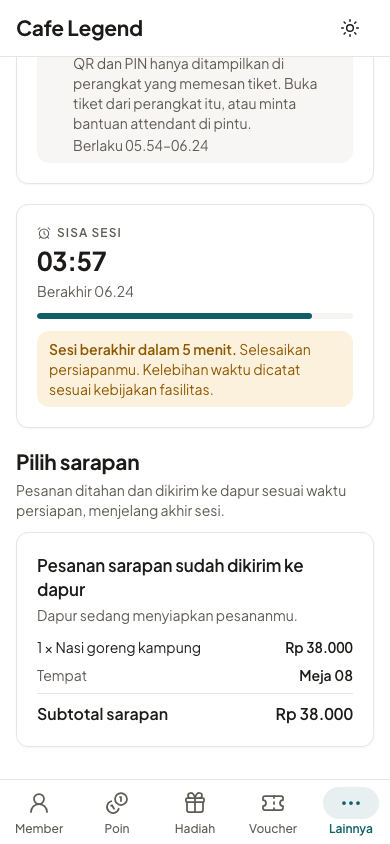 Cafe Legend
QR dan PIN hanya ditampilkan di
perangkat yang memesan tiket. Buka
tiket dari perangkat itu, atau minta
bantuan attendant di pintu.
Berlaku 05.54–06.24
SISA SESI
03:57
Berakhir 06.24
Sesi berakhir dalam 5 menit. Selesaikan
persiapanmu. Kelebihan waktu dicatat
sesuai kebijakan fasilitas.
Pilih sarapan
Pesanan ditahan dan dikirim ke dapur sesuai waktu
persiapan, menjelang akhir sesi.
Pesanan sarapan sudah dikirim ke
dapur
Dapur sedang menyiapkan pesananmu.
1 × Nasi goreng kampung Rp 38.000
Tempat Meja 08
Subtotal sarapan Rp 38.000
Member Poin Hadiah Voucher Lainnya